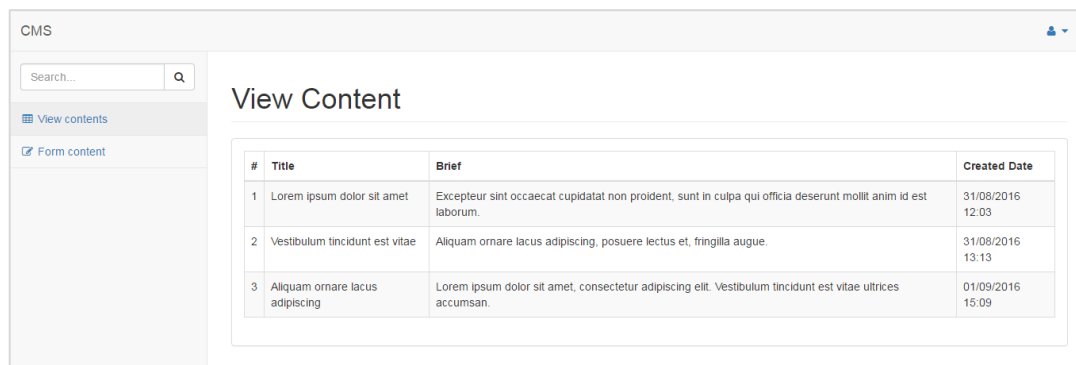 CMS
Search...
View contents
Form content
View Content
# Title Brief Created Date
1 Lorem ipsum dolor sit amet Excepteur sint occaecat cupidatat non proident, sunt in culpa qui officia deserunt mollit anim id est 31/08/2016
laborum. 12:03
2 Vestibulum tincidunt est vitae Aliquam ornare lacus adipiscing, posuere lectus et, fringilla augue. 31/08/2016
13:13
3 Aliquam ornare lacus Lorem ipsum dolor sit amet, consectetur adipiscing elit. Vestibulum tincidunt est vitae ultrices 01/09/2016
adipiscing accumsan. 15:09